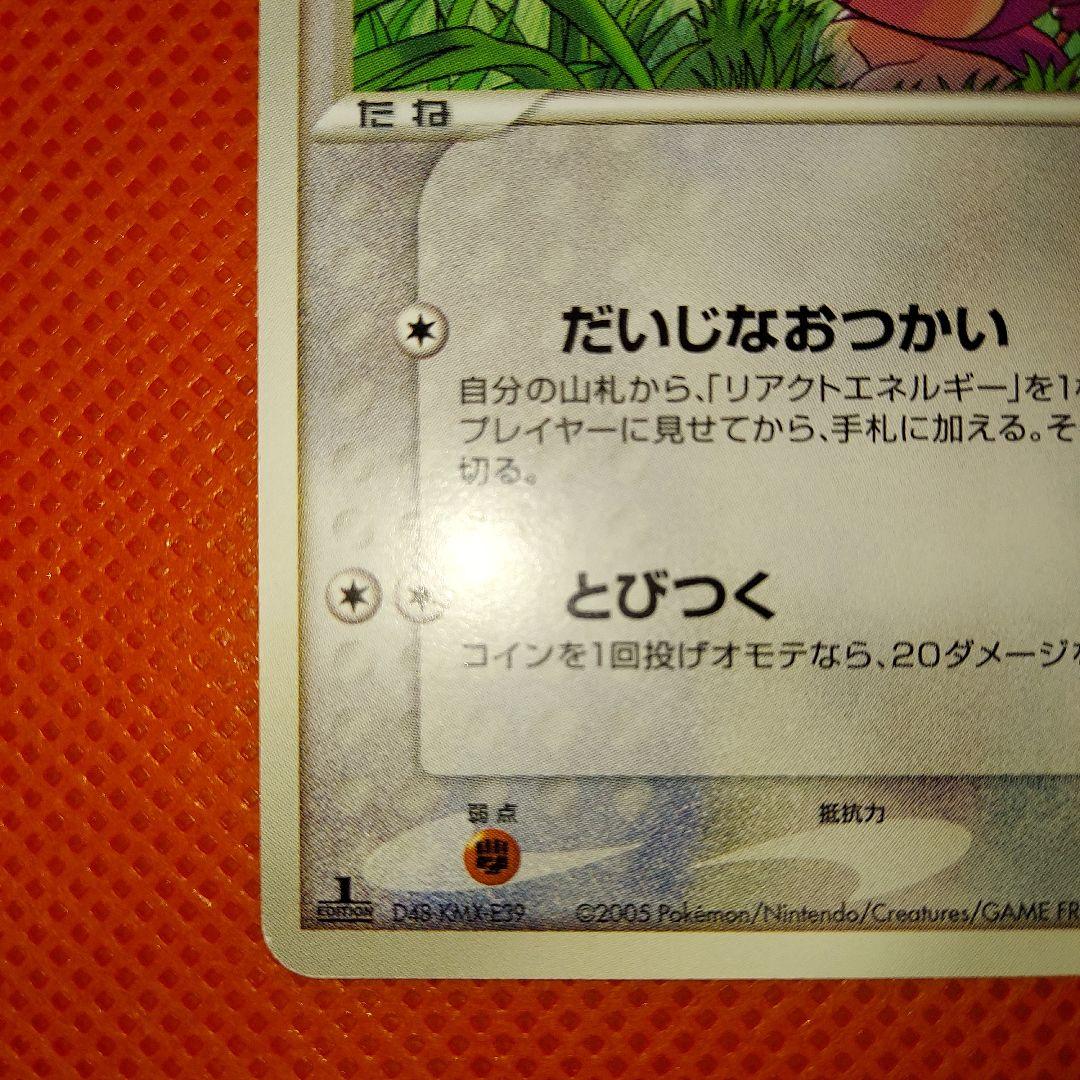 たね
だいじなおつかい
自分の山札から、「リアクトエネルギー」を1
プレイヤーに見せてから、手札に加える。そ
切る。
とびつく
コインを1回投げオモテなら、20ダメージを
弱点
抵抗力
闘
1
EDITION
D48 KMX-E39
©2005 Pokémon/Nintendo/Creatures/GAME FR